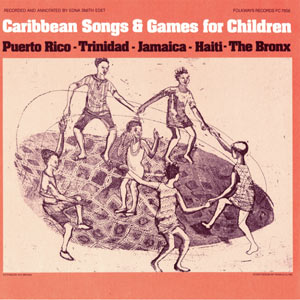 RECORDED AND ANNOTATED BY EDNA SMITH EDET
FOLKWAYS RECORDS FC 7856
Caribbean Songs & Games for Children
Puerto Rico - Trinidad - Jamaica - Haiti - The Bronx